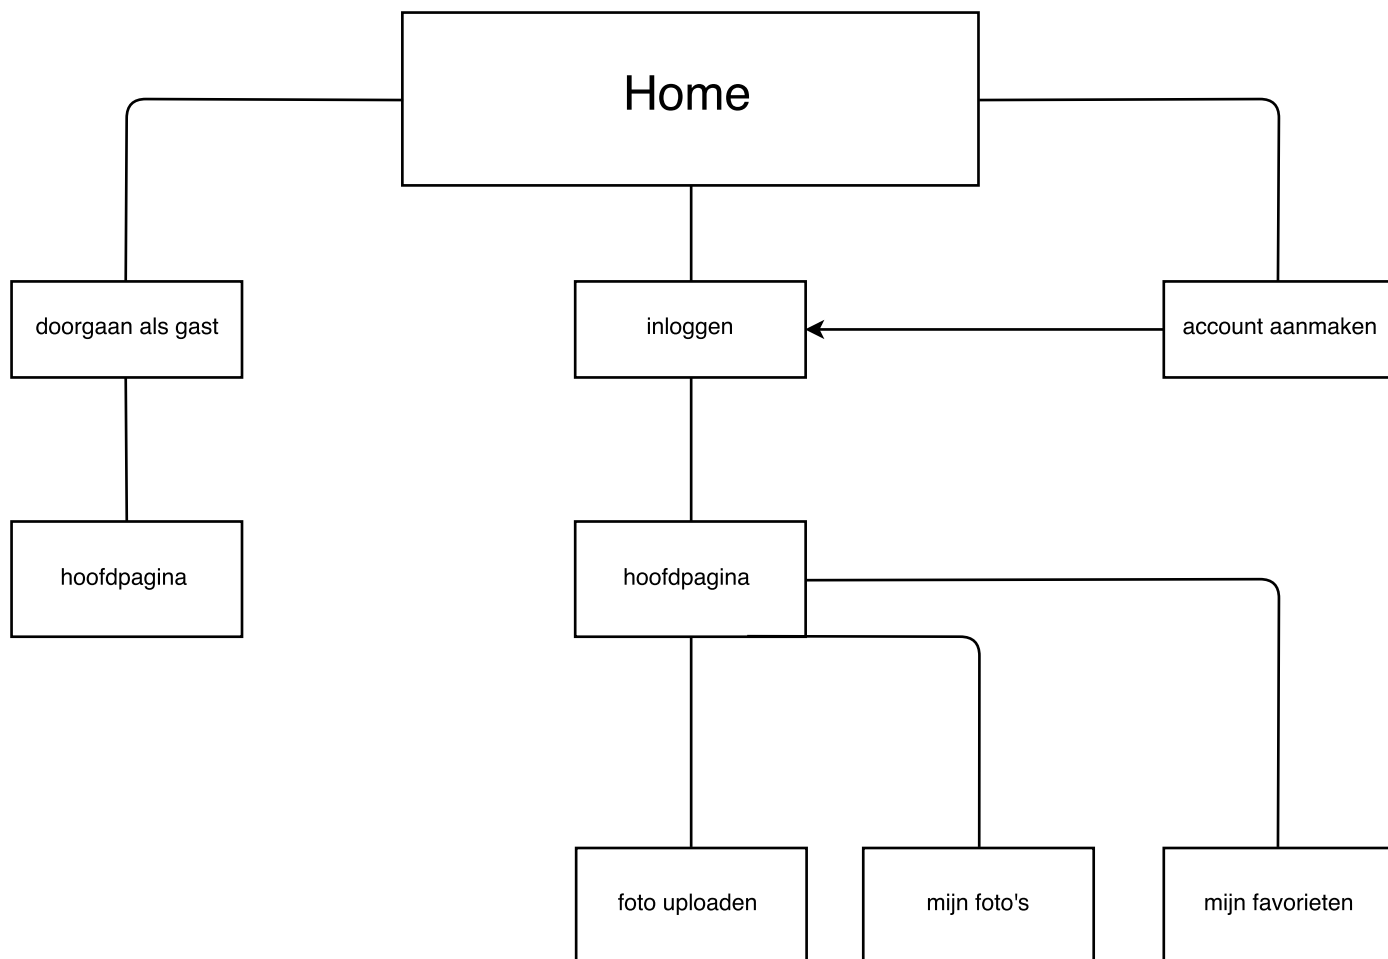 Home
doorgaan als gast
inloggen
account aanmaken
hoofdpagina
hoofdpagina
foto uploaden
mijn foto's
mijn favorieten